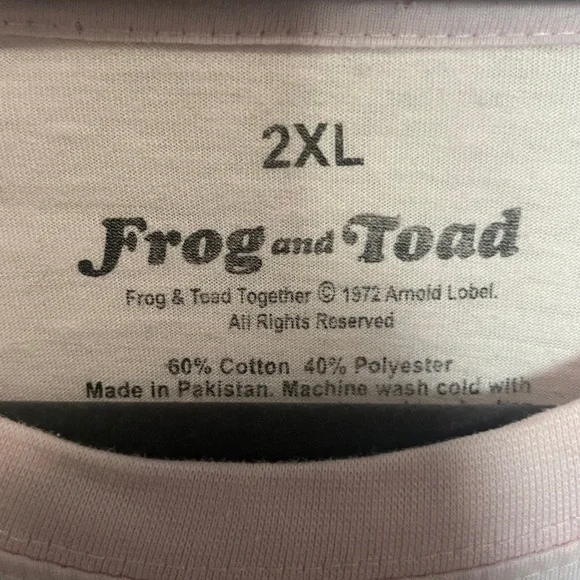 2XL
Frog and Toad
Frog & Toad Together © 1972 Arnold Lobel.
All Rights Reserved
60% Cotton 40% Polyester
Made in Pakistan. Machine wash cold with